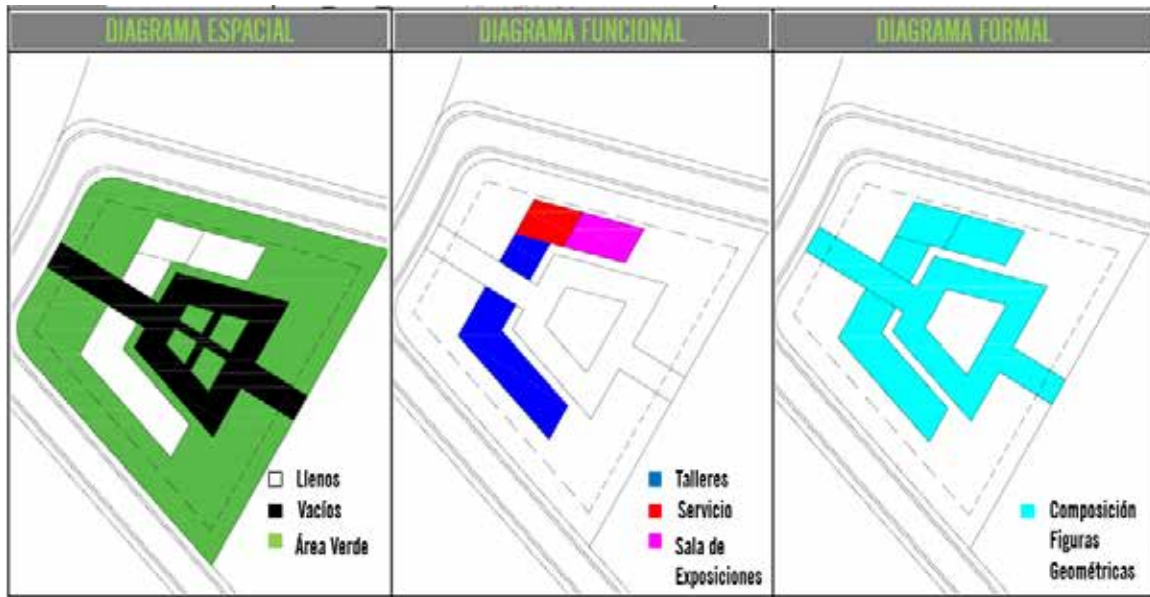 DIAGRAMA ESPACIAL
DIAGRAMA FUNCIONAL
DIAGRAMA FORMAL
Llenos
Vacíos
Área Verde
Talleres
Servicio
Sala de
Exposiciones
Composición
Figuras
Geométricas